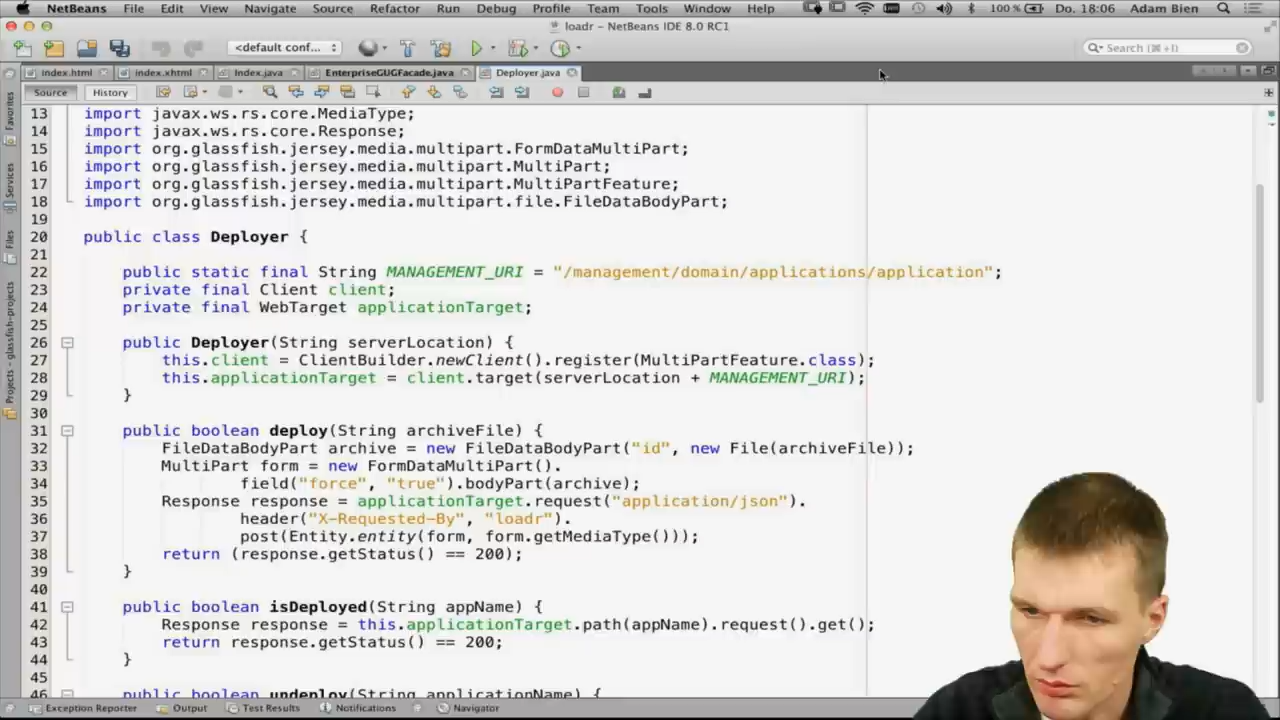 NetBeans File Edit View Navigate Source Refactor Run Debug Profile Team Tools Window Help 100 % Do. 18:06 Adam Bien
loadr - NetBeans IDE 8.0 RC1
<default conf... Search (⌘+I)
index.html index.xhtml Index.java EnterpriseGUGFacade.java Deployer.java
Source History
Favorites
Services
Files
Projects - glassfish-projects
13 import javax.ws.rs.core.MediaType;
14 import javax.ws.rs.core.Response;
15 import org.glassfish.jersey.media.multipart.FormDataMultiPart;
16 import org.glassfish.jersey.media.multipart.MultiPart;
17 import org.glassfish.jersey.media.multipart.MultiPartFeature;
18 import org.glassfish.jersey.media.multipart.file.FileDataBodyPart;
19
20 public class Deployer {
21
22 public static final String MANAGEMENT_URI = "/management/domain/applications/application";
23 private final Client client;
24 private final WebTarget applicationTarget;
25
26 public Deployer(String serverLocation) {
27 this.client = ClientBuilder.newClient().register(MultiPartFeature.class);
28 this.applicationTarget = client.target(serverLocation + MANAGEMENT_URI);
29 }
30
31 public boolean deploy(String archiveFile) {
32 FileDataBodyPart archive = new FileDataBodyPart("id", new File(archiveFile));
33 MultiPart form = new FormDataMultiPart().
34 field("force", "true").bodyPart(archive);
35 Response response = applicationTarget.request("application/json").
36 header("X-Requested-By", "loadr").
37 post(Entity.entity(form, form.getMediaType()));
38 return (response.getStatus() == 200);
39 }
40
41 public boolean isDeployed(String appName) {
42 Response response = this.applicationTarget.path(appName).request().get();
43 return response.getStatus() == 200;
44 }
46 public boolean undeploy(String applicationName) {
Exception Reporter Output Test Results Notifications Navigator